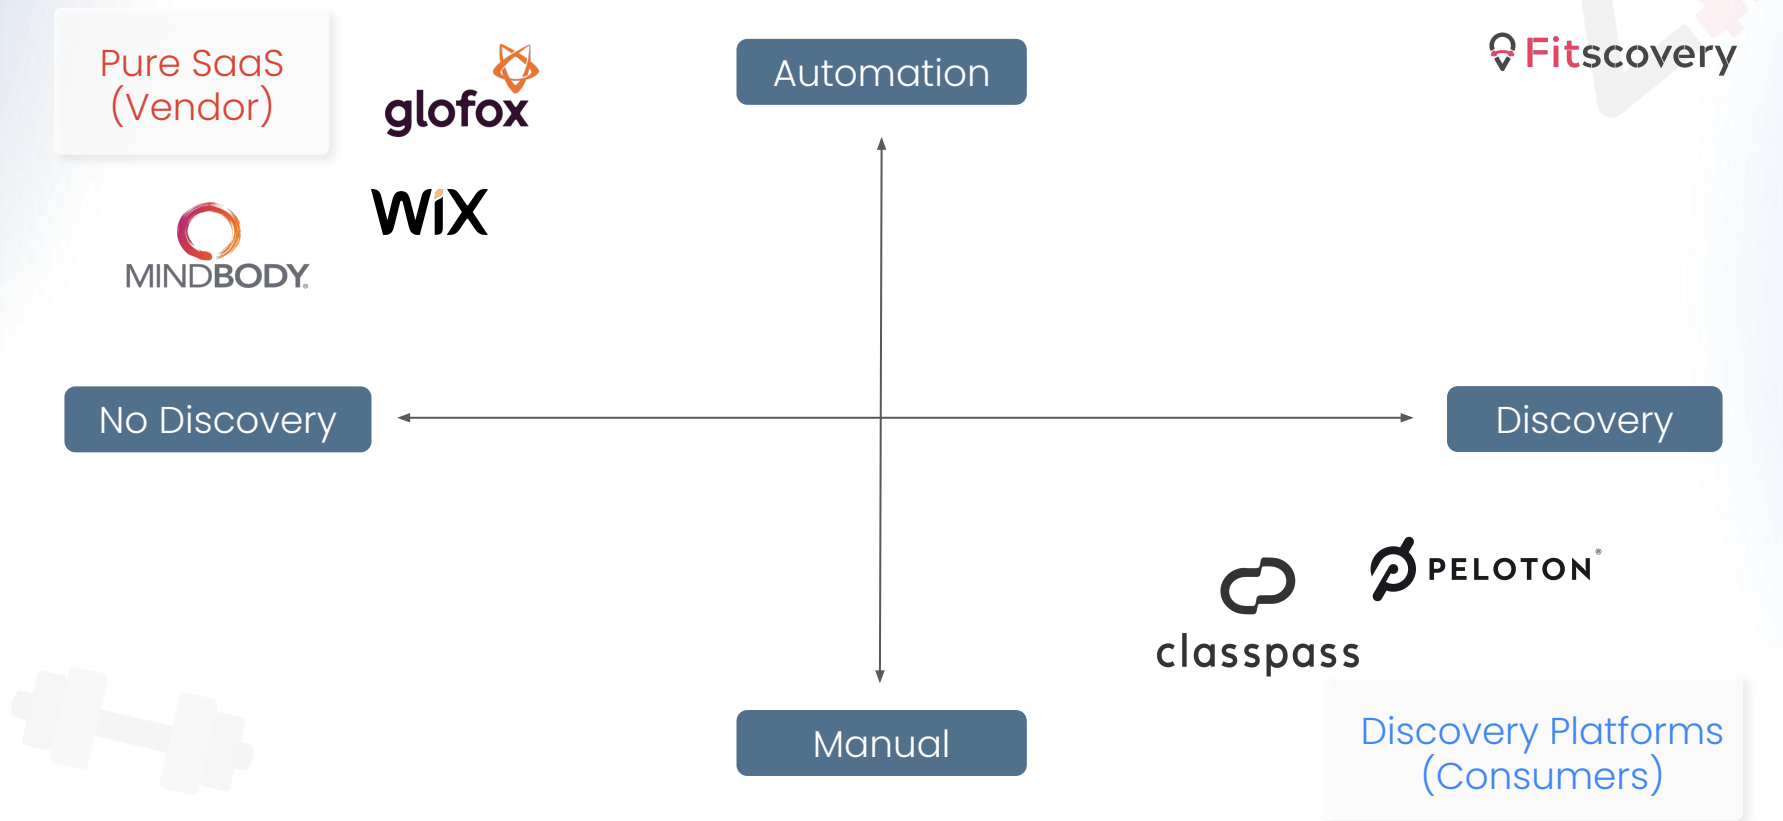 Pure SaaS
(Vendor)
glofox
Automation
Fitscovery
WiX
MINDBODY®
No Discovery
Discovery
PELOTON®
classpass
Manual
Discovery Platforms
(Consumers)